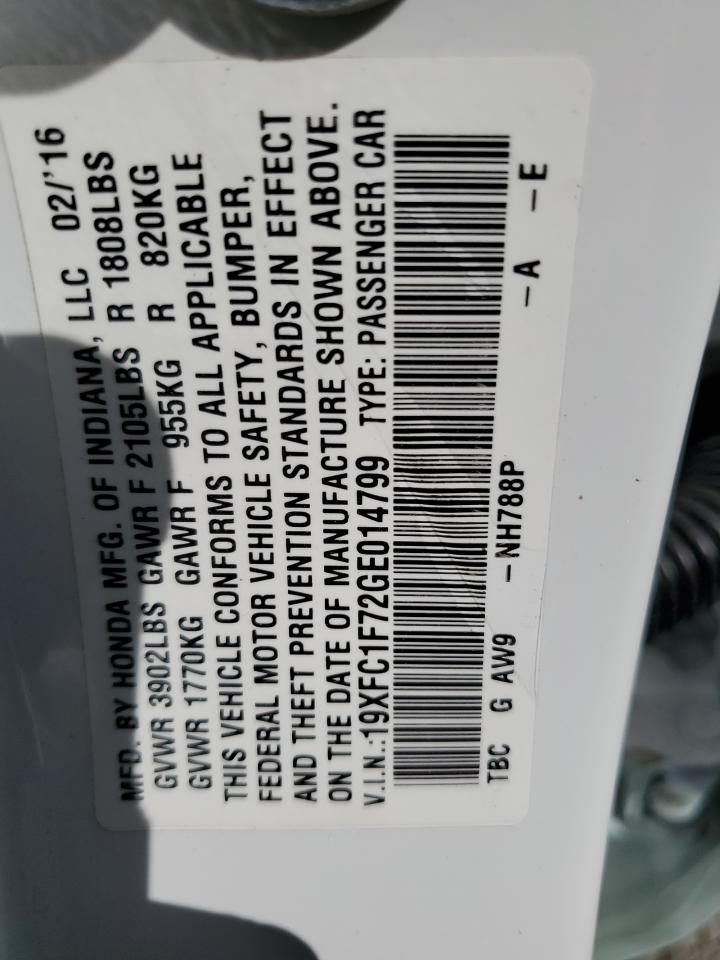 MFD. BY HONDA MFG. OF INDIANA, LLC 02/'16
GVWR 3902LBS GAWR F 2105LBS R 1808LBS
GVWR 1770KG GAWR F 955KG R 820KG
THIS VEHICLE CONFORMS TO ALL APPLICABLE
FEDERAL MOTOR VEHICLE SAFETY, BUMPER,
AND THEFT PREVENTION STANDARDS IN EFFECT
ON THE DATE OF MANUFACTURE SHOWN ABOVE.
V.I.N.:19XFC1F72GE014799 TYPE: PASSENGER CAR
TBC G AW9 -NH788P -A -E